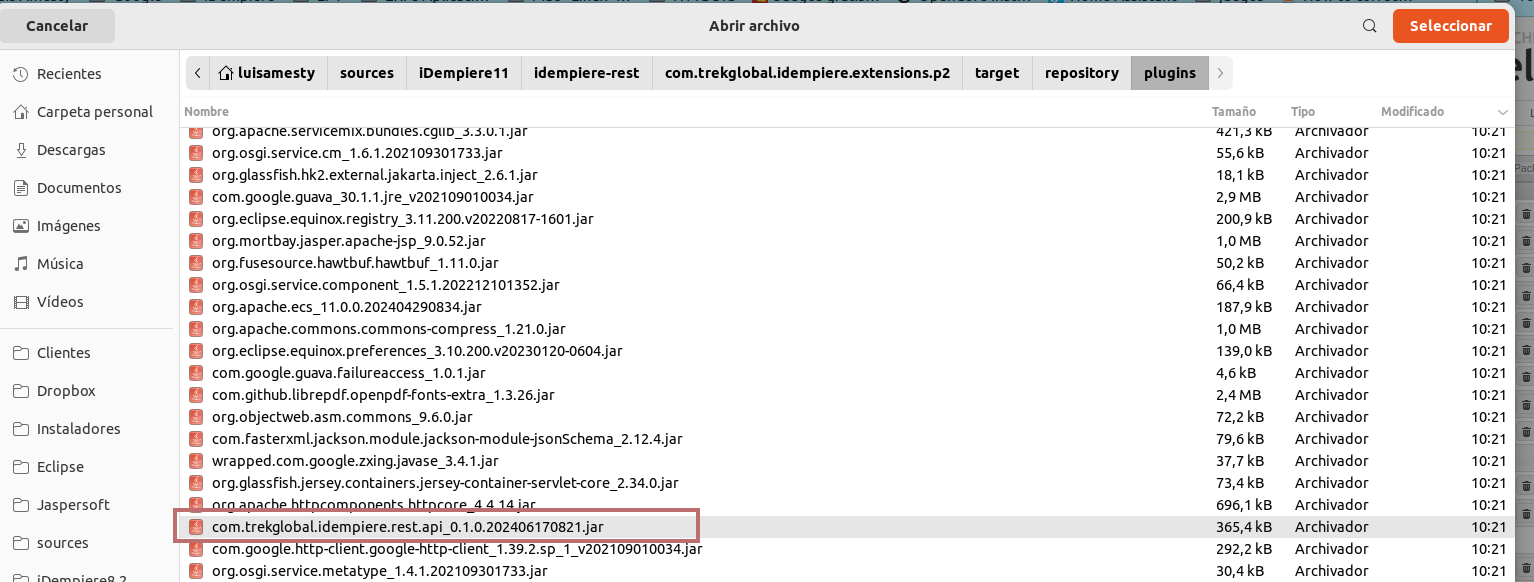 Cancelar
Abrir archivo
Seleccionar
Recientes
Carpeta personal
Descargas
Documentos
Imágenes
Música
Vídeos
Clientes
Dropbox
Instaladores
Eclipse
Jaspersoft
sources
iDempiere8.2
luisamesty sources iDempiere11 idempiere-rest com.trekglobal.idempiere.extensions.p2 target repository plugins
Nombre Tamaño Tipo Modificado
org.apache.servicemix.bundles.cglib_3.3.0.1.jar 421,3 kB Archivador 10:21
org.osgi.service.cm_1.6.1.202109301733.jar 55,6 kB Archivador 10:21
org.glassfish.hk2.external.jakarta.inject_2.6.1.jar 18,1 kB Archivador 10:21
com.google.guava_30.1.1.jre_v202109010034.jar 2,9 MB Archivador 10:21
org.eclipse.equinox.registry_3.11.200.v20220817-1601.jar 200,9 kB Archivador 10:21
org.mortbay.jasper.apache-jsp_9.0.52.jar 1,0 MB Archivador 10:21
org.fusesource.hawtbuf.hawtbuf_1.11.0.jar 50,2 kB Archivador 10:21
org.osgi.service.component_1.5.1.202212101352.jar 66,4 kB Archivador 10:21
org.apache.ecs_11.0.0.202404290834.jar 187,9 kB Archivador 10:21
org.apache.commons.commons-compress_1.21.0.jar 1,0 MB Archivador 10:21
org.eclipse.equinox.preferences_3.10.200.v20230120-0604.jar 139,0 kB Archivador 10:21
com.google.guava.failureaccess_1.0.1.jar 4,6 kB Archivador 10:21
com.github.librepdf.openpdf-fonts-extra_1.3.26.jar 2,4 MB Archivador 10:21
org.objectweb.asm.commons_9.6.0.jar 72,2 kB Archivador 10:21
com.fasterxml.jackson.module.jackson-module-jsonSchema_2.12.4.jar 79,6 kB Archivador 10:21
wrapped.com.google.zxing.javase_3.4.1.jar 37,7 kB Archivador 10:21
org.glassfish.jersey.containers.jersey-container-servlet-core_2.34.0.jar 73,4 kB Archivador 10:21
org.apache.httpcomponents.httpcore_4.4.14.jar 696,1 kB Archivador 10:21
com.trekglobal.idempiere.rest.api_0.1.0.202406170821.jar 365,4 kB Archivador 10:21
com.google.http-client.google-http-client_1.39.2.sp_1_v202109010034.jar 292,2 kB Archivador 10:21
org.osgi.service.metatype_1.4.1.202109301733.jar 30,4 kB Archivador 10:21